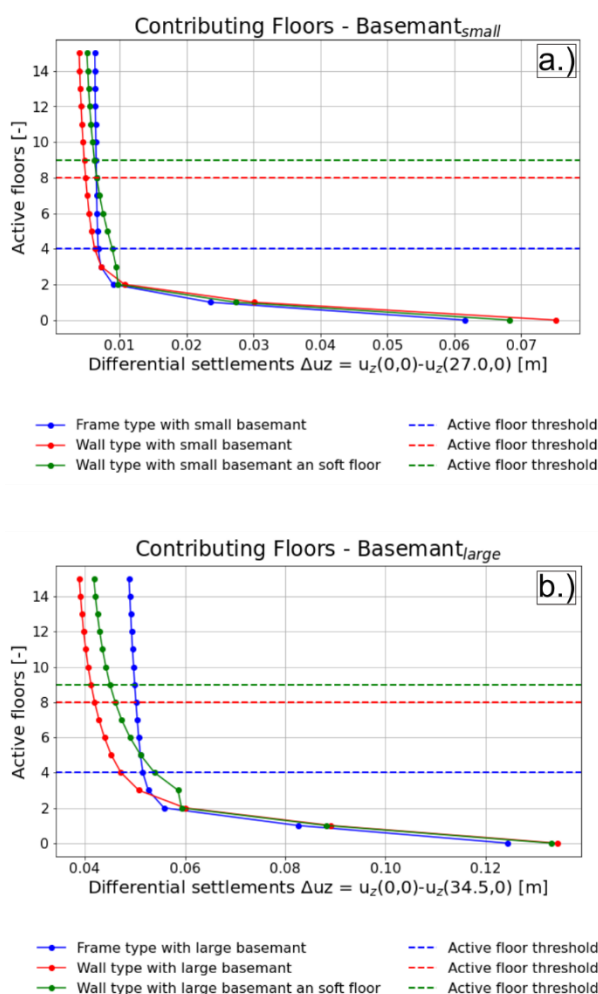 Contributing Floors - Basemant_small
a.)
Active floors [-]
14
12
10
8
6
4
2
0
0.01 0.02 0.03 0.04 0.05 0.06 0.07
Differential settlements Δuz = u_z(0,0)-u_z(27.0,0) [m]
Frame type with small basemant Active floor threshold
Wall type with small basemant Active floor threshold
Wall type with small basemant an soft floor Active floor threshold
Contributing Floors - Basemant_large
b.)
Active floors [-]
14
12
10
8
6
4
2
0
0.04 0.06 0.08 0.10 0.12
Differential settlements Δuz = u_z(0,0)-u_z(34.5,0) [m]
Frame type with large basemant Active floor threshold
Wall type with large basemant Active floor threshold
Wall type with large basemant an soft floor Active floor threshold